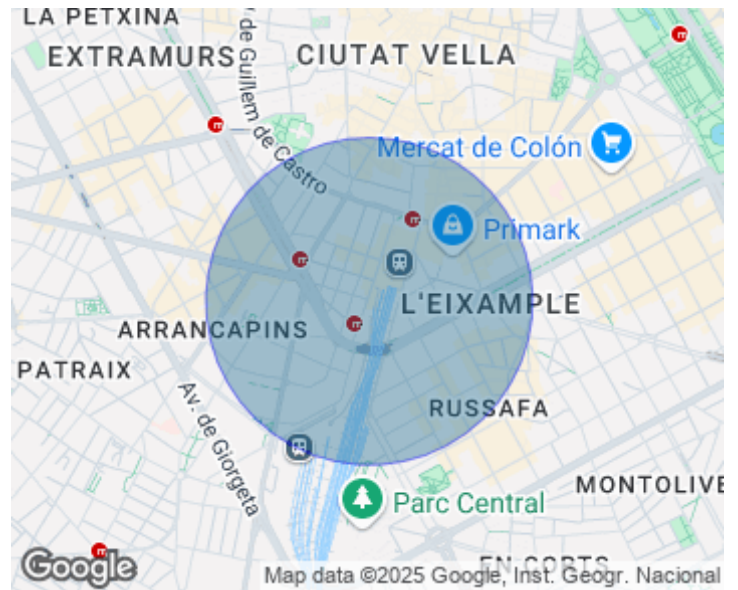 LA PETXINA
EXTRAMURS
CIUTAT VELLA
de Guillem de Castro
Mercat de Colón
Primark
L'EIXAMPLE
ARRANCAPINS
PATRAIX
RUSSAFA
Av. de Giorgeta
MONTOLIVE
Parc Central
EN CORTS
Google
Map data ©2025 Google, Inst. Geogr. Nacional